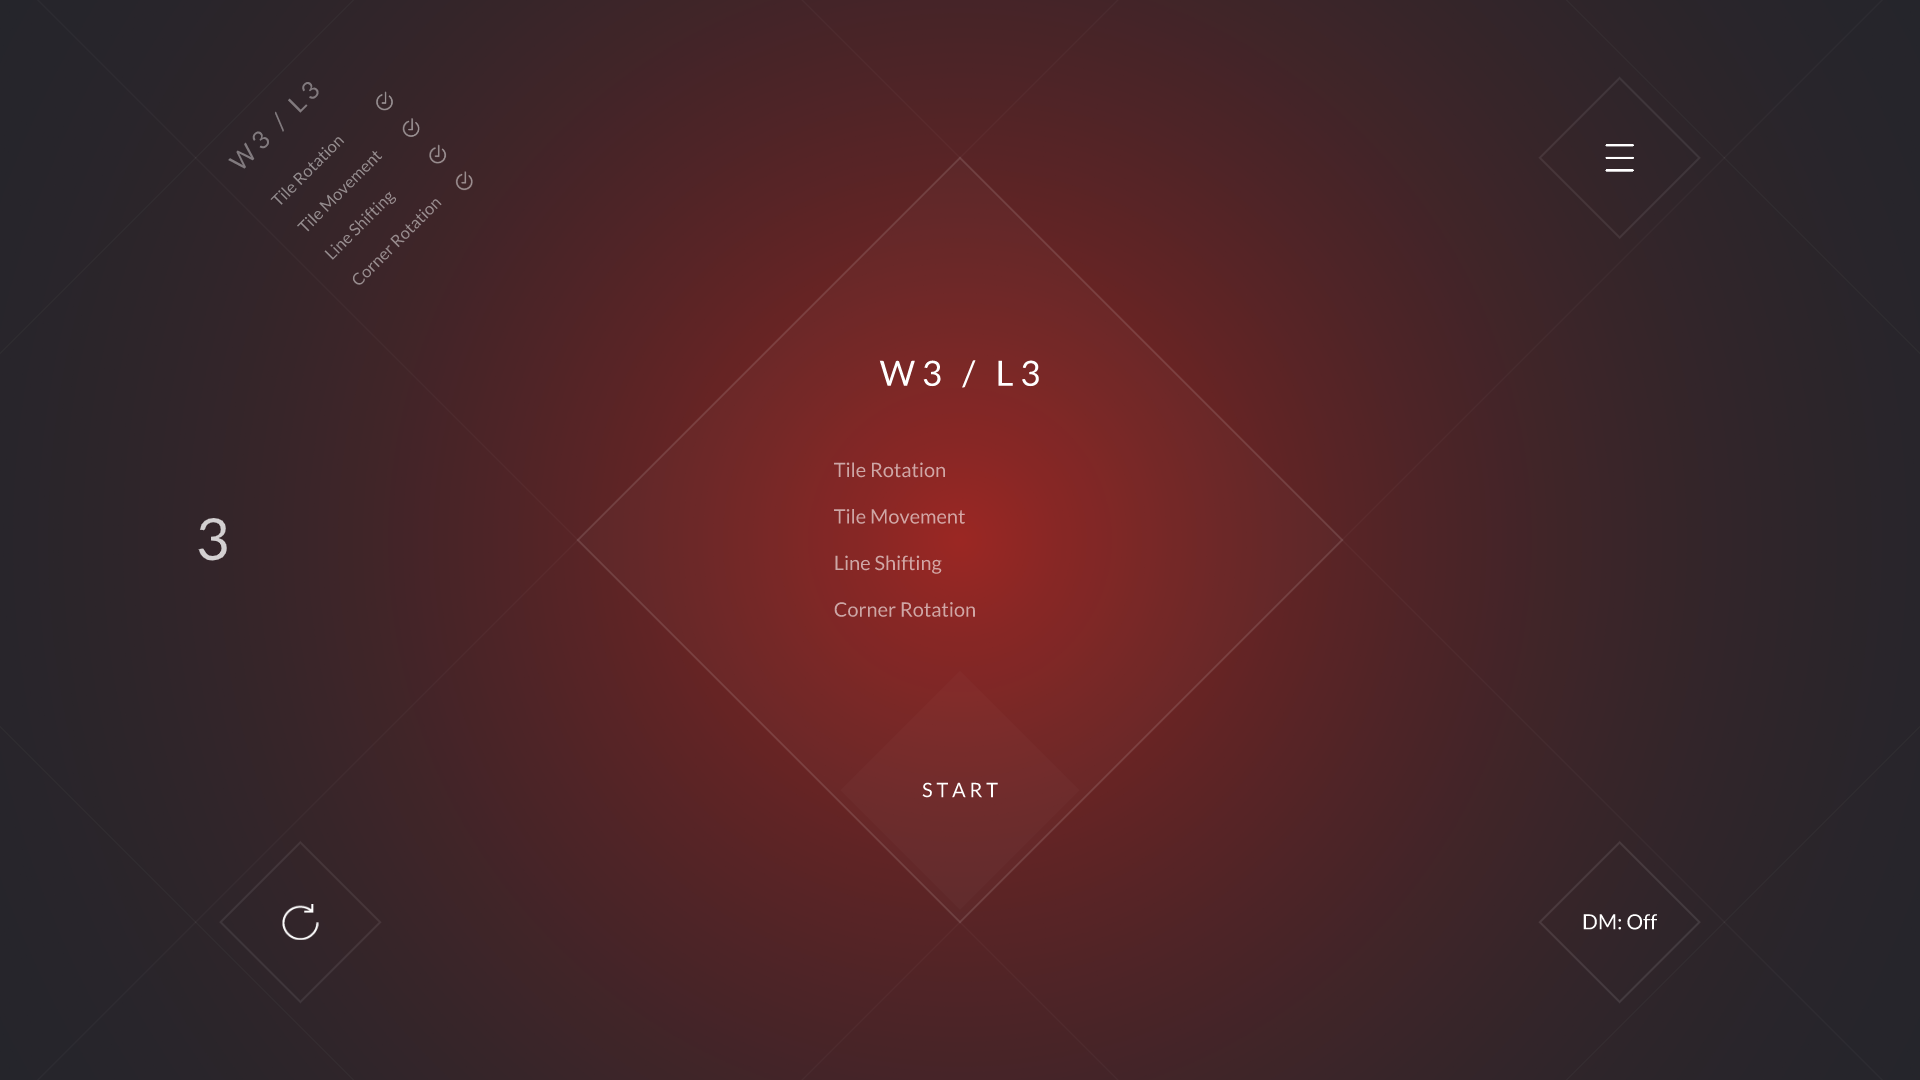 W3 / L3
Tile Rotation
Tile Movement
Line Shifting
Corner Rotation
W3 / L3
Tile Rotation
Tile Movement
Line Shifting
Corner Rotation
3
START
DM: Off